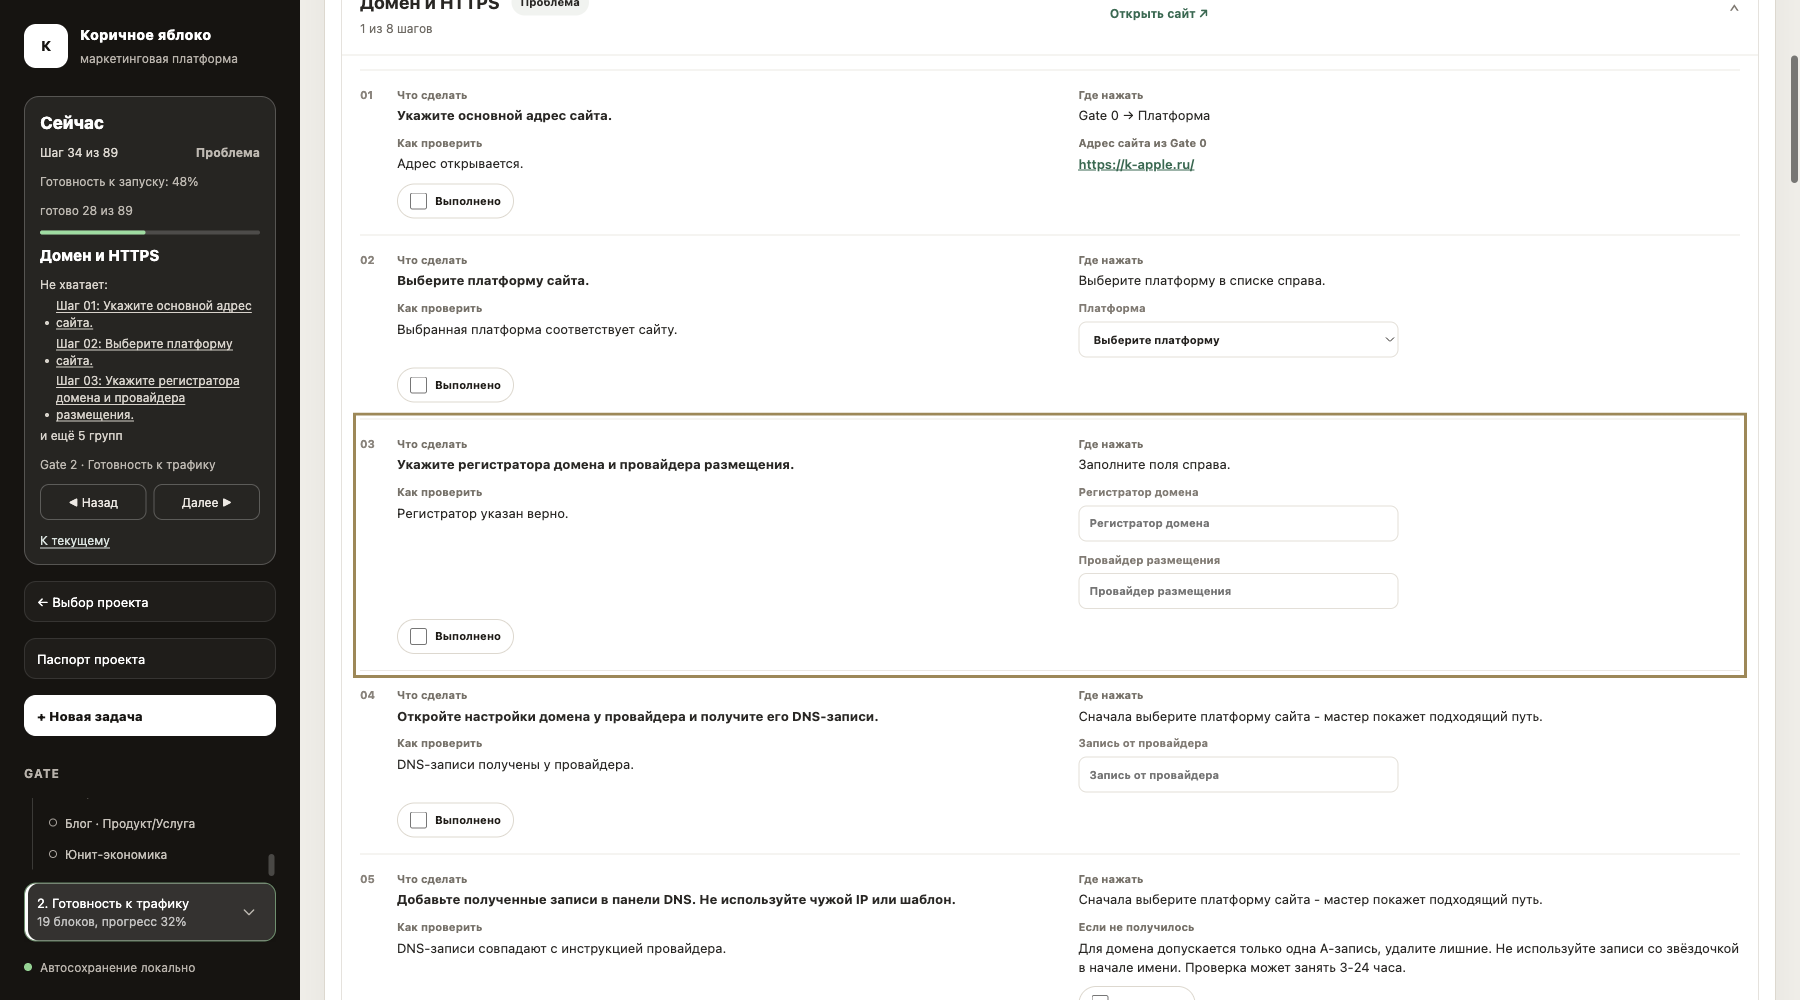 К
Коричное яблоко
маркетинговая платформа
Сейчас
Шаг 34 из 89
Проблема
Готовность к запуску: 48%
готово 28 из 89
Домен и HTTPS
Не хватает:
• Шаг 01: Укажите основной адрес
сайта.
• Шаг 02: Выберите платформу
сайта.
• Шаг 03: Укажите регистратора
домена и провайдера
размещения.
и ещё 5 групп
Gate 2 · Готовность к трафику
◀ Назад
Далее ▶
К текущему
← Выбор проекта
Паспорт проекта
+ Новая задача
GATE
Блог · Продукт/Услуга
Юнит-экономика
2. Готовность к трафику
19 блоков, прогресс 32%
Автосохранение локально
Домен и HTTPS
Проблема
1 из 8 шагов
Открыть сайт ↗
01
Что сделать
Укажите основной адрес сайта.
Как проверить
Адрес открывается.
Выполнено
Где нажать
Gate 0 → Платформа
Адрес сайта из Gate 0
https://k-apple.ru/
02
Что сделать
Выберите платформу сайта.
Как проверить
Выбранная платформа соответствует сайту.
Выполнено
Где нажать
Выберите платформу в списке справа.
Платформа
Выберите платформу
03
Что сделать
Укажите регистратора домена и провайдера размещения.
Как проверить
Регистратор указан верно.
Выполнено
Где нажать
Заполните поля справа.
Регистратор домена
Регистратор домена
Провайдер размещения
Провайдер размещения
04
Что сделать
Откройте настройки домена у провайдера и получите его DNS-записи.
Как проверить
DNS-записи получены у провайдера.
Выполнено
Где нажать
Сначала выберите платформу сайта - мастер покажет подходящий путь.
Запись от провайдера
Запись от провайдера
05
Что сделать
Добавьте полученные записи в панели DNS. Не используйте чужой IP или шаблон.
Как проверить
DNS-записи совпадают с инструкцией провайдера.
Где нажать
Сначала выберите платформу сайта - мастер покажет подходящий путь.
Если не получилось
Для домена допускается только одна А-запись, удалите лишние. Не используйте записи со звёздочкой
в начале имени. Проверка может занять 3-24 часа.